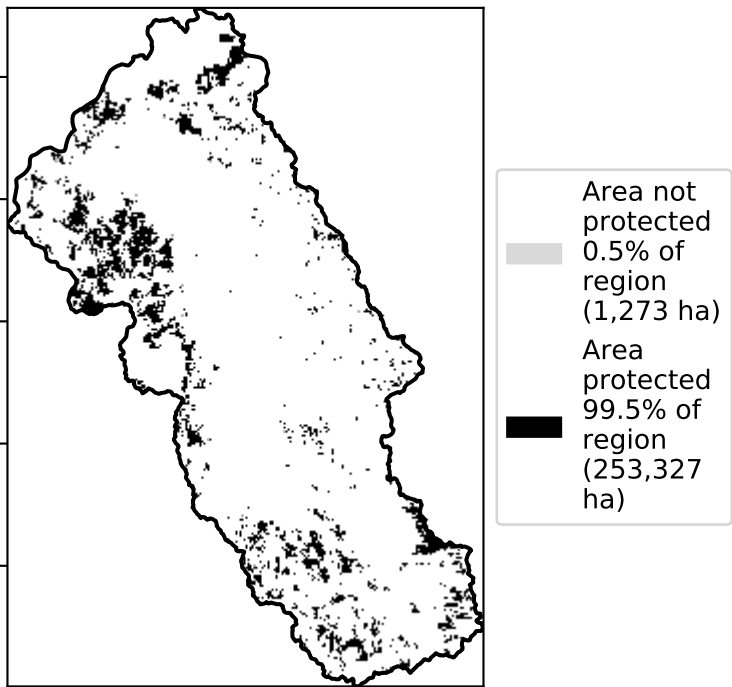 Area not
protected
0.5% of
region
(1,273 ha)
Area
protected
99.5% of
region
(253,327
ha)